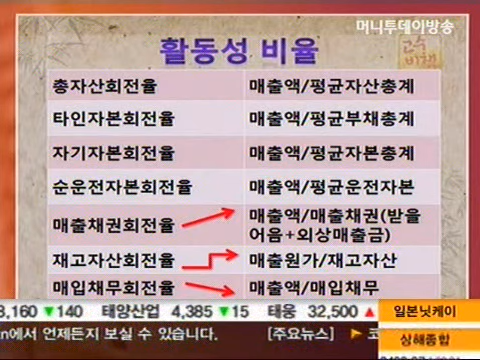 머니투데이방송
고수비책
활동성 비율
총자산회전율 매출액/평균자산총계
타인자본회전율 매출액/평균부채총계
자기자본회전율 매출액/평균자본총계
순운전자본회전율 매출액/평균운전자본
매출채권회전율 매출액/매출채권(받을
어음+외상매출금)
재고자산회전율 매출원가/재고자산
매입채무회전율 매출액/매입채무
3,160 ▼140 태양산업 4,385 ▼15 태웅 32,500 ▲ 일본닛케이
에서 언제든지 보실 수 있습니다. [주요뉴스] ▶ 상해종합